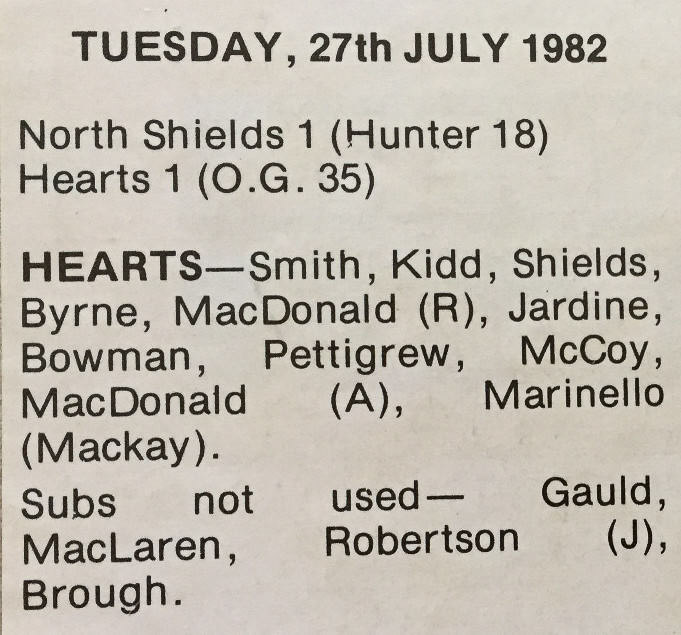 TUESDAY, 27th JULY 1982
North Shields 1 (Hunter 18)
Hearts 1 (O.G. 35)
HEARTS—Smith, Kidd, Shields,
Byrne, MacDonald (R), Jardine,
Bowman, Pettigrew, McCoy,
MacDonald (A), Marinello
(Mackay).
Subs not used— Gauld,
MacLaren, Robertson (J),
Brough.